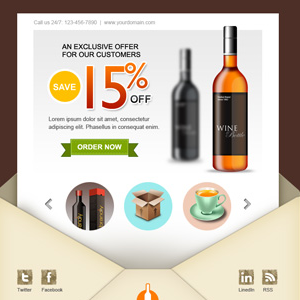 Call us 24/7: 123-456-7890 | www.yourdomain.com
AN EXCLUSIVE OFFER
FOR OUR CUSTOMERS
SAVE
15%
OFF
Lorem ipsum dolor sit amet, consectetur
adipiscing elit. Phasellus in consequat enim.
ORDER NOW
WINE
Bottle
Twitter
Facebook
LinkedIn
RSS